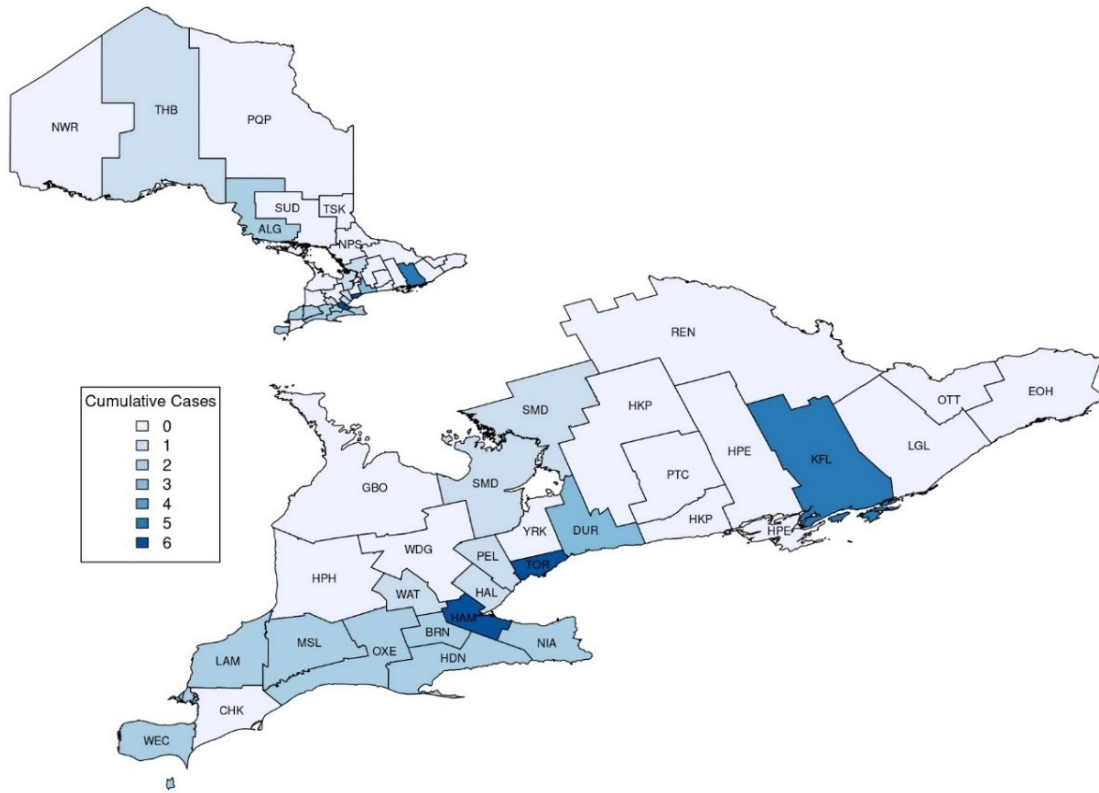 THB
NWR
PQP
SUD
TSK
ALG
NPS
REN
Cumulative Cases
0
1
2
3
4
5
6
SMD
HKP
OTT
EOH
HPE
KFL
LGL
GBO
SMD
PTC
YRK
DUR
HKP
HPE
WDG
PEL
TOR
HPH
WAT
HAL
HAM
BRN
MSL
OXE
NIA
LAM
HDN
CHK
WEC